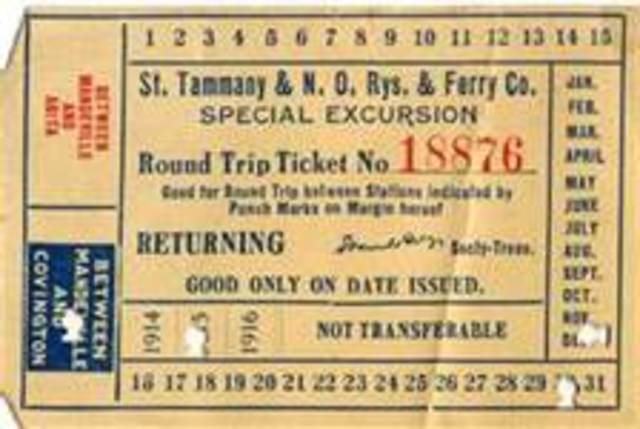 1 2 3 4 5 6 7 8 9 10 11 12 13 14 15
St. Tammany & N. O. Rys. & Ferry Co.
SPECIAL EXCURSION
Round Trip Ticket No 18876
Good for Round Trip between Stations indicated by
Punch Marks on Margin hereof
RETURNING
Secty-Treas.
GOOD ONLY ON DATE ISSUED.
1914
1916
NOT TRANSFERABLE
16 17 18 19 20 21 22 23 24 25 26 27 28 29 31
JAN.
FEB.
MAR.
APRIL
MAY
JUNE
JULY
AUG.
SEPT.
OCT.
NOV.
BETWEEN
MANDEVILLE
AND
ABITA
BETWEEN
MANDEVILLE
AND
COVINGTON